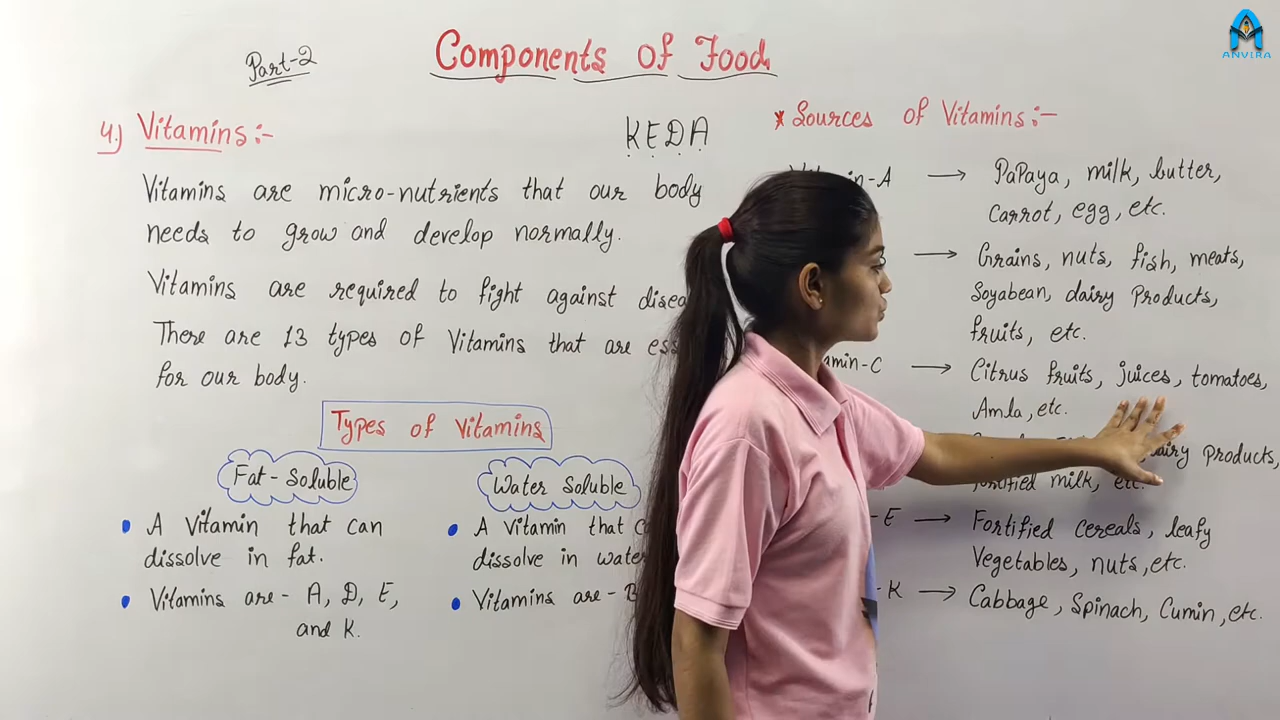 Part-2
Components of Food
ANVIRA
4.) Vitamins:-
KEDA
Vitamins are micro-nutrients that our body
needs to grow and develop normally.
Vitamins are required to fight against
There are 13 types of Vitamins that are
for our body.
Types of Vitamins
Fat-Soluble
A Vitamin that can
dissolve in fat.
Vitamins are- A, D, E,
and K.
Water Soluble
A Vitamin that
dissolve in water
Vitamins are- B
* Sources of Vitamins:-
-A → PaPaya, milk, butter,
Carrot, egg, etc.
→ Grains, nuts, fish, meats,
Soyabean, dairy Products,
fruits, etc.
-C → Citrus fruits, juices, tomatoes,
Amla, etc.
dairy Products,
fortified milk, etc.
-E → Fortified cereals, leafy
Vegetables, nuts, etc.
-K → Cabbage, Spinach, Cumin, etc.